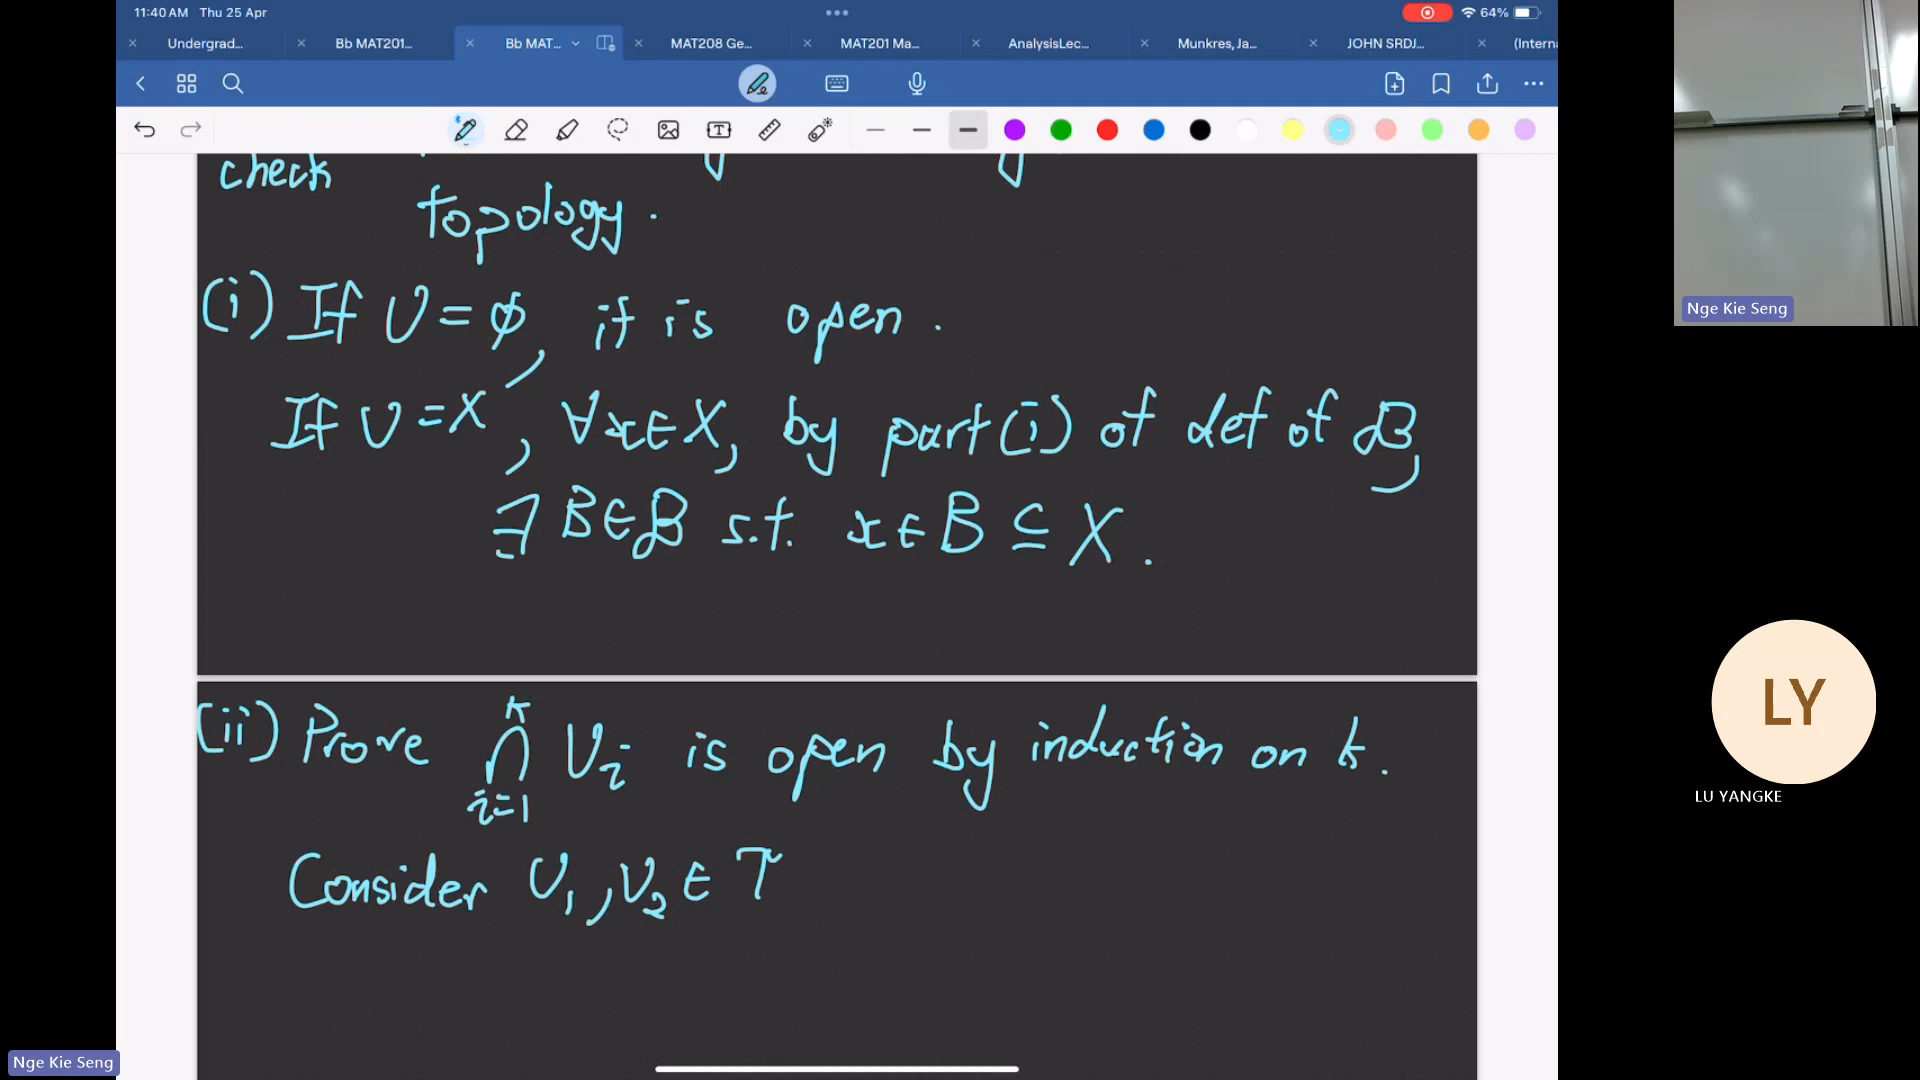 11:40 AM Thu 25 Apr
64%
Undergrad...
Bb MAT201...
Bb MAT...
MAT208 Ge...
MAT201 Ma...
AnalysisLec...
Munkres, Ja...
JOHN SRDJ...
(Intern
check
topology.
(i) If U = ∅, it is open.
If U = X, ∀x∈X, by part (i) of def of ℬ,
∃ B∈ℬ s.t. x∈B ⊆ X.
(ii) Prove ⋂_{i=1}^{k} U_i is open by induction on k.
Consider U₁, U₂ ∈ T
Nge Kie Seng
LY
LU YANGKE
Nge Kie Seng